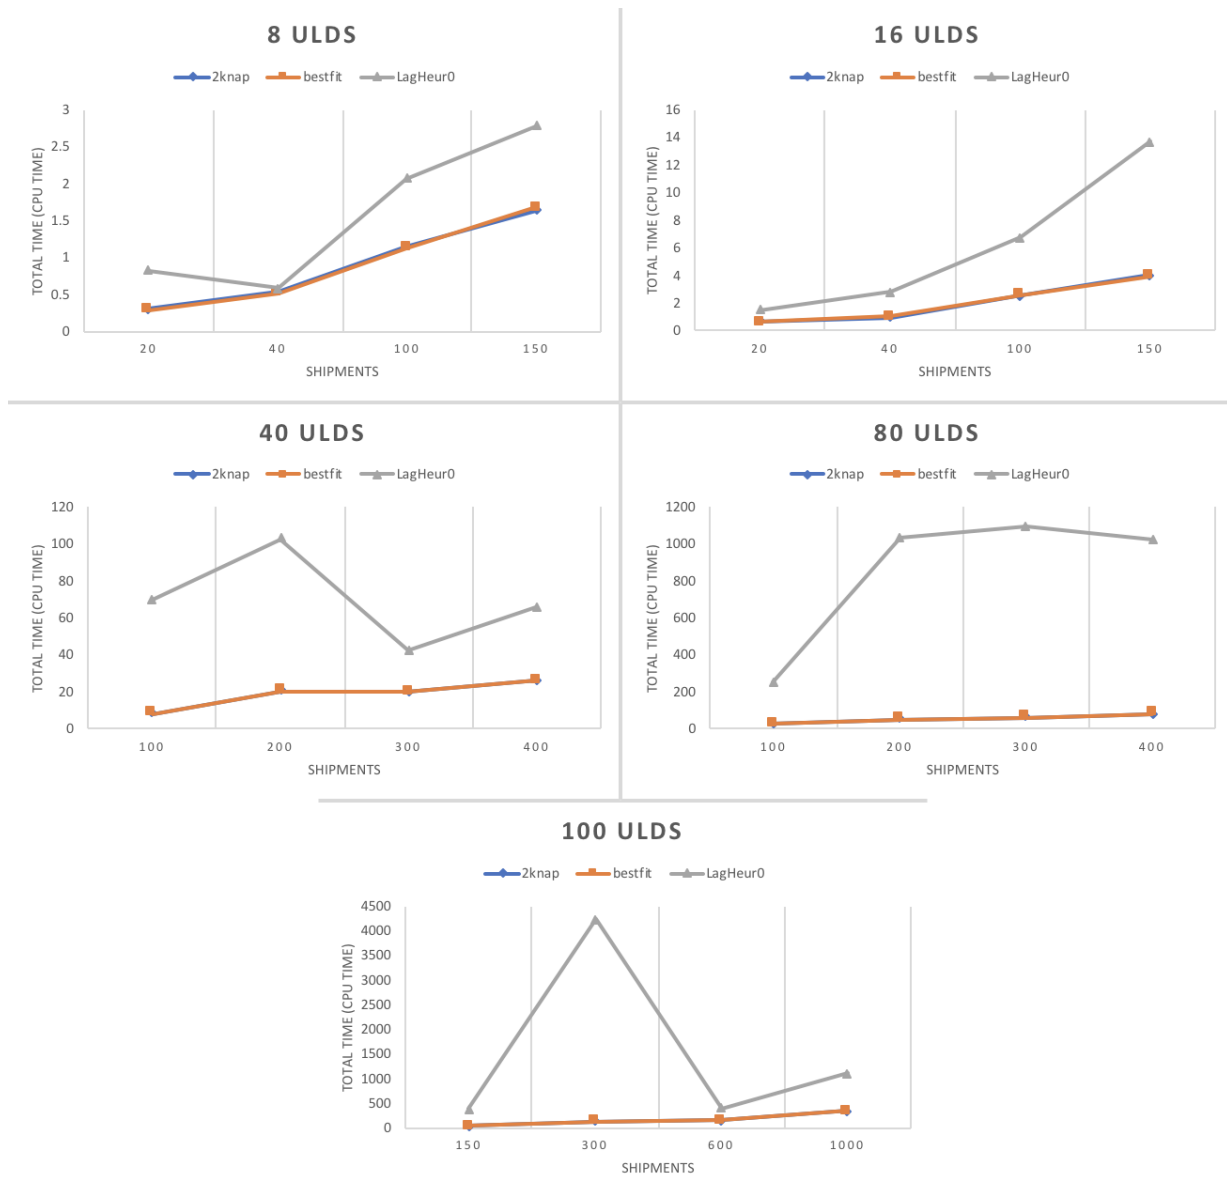 8 ULDS
2knap bestfit LagHeur0
TOTAL TIME (CPU TIME)
3
2.5
2
1.5
1
0.5
0
20 40 100 150
SHIPMENTS
16 ULDS
2knap bestfit LagHeur0
TOTAL TIME (CPU TIME)
16
14
12
10
8
6
4
2
0
20 40 100 150
SHIPMENTS
40 ULDS
2knap bestfit LagHeur0
TOTAL TIME (CPU TIME)
120
100
80
60
40
20
0
100 200 300 400
SHIPMENTS
80 ULDS
2knap bestfit LagHeur0
TOTAL TIME (CPU TIME)
1200
1000
800
600
400
200
0
100 200 300 400
SHIPMENTS
100 ULDS
2knap bestfit LagHeur0
TOTAL TIME (CPU TIME)
4500
4000
3500
3000
2500
2000
1500
1000
500
0
150 300 600 1000
SHIPMENTS